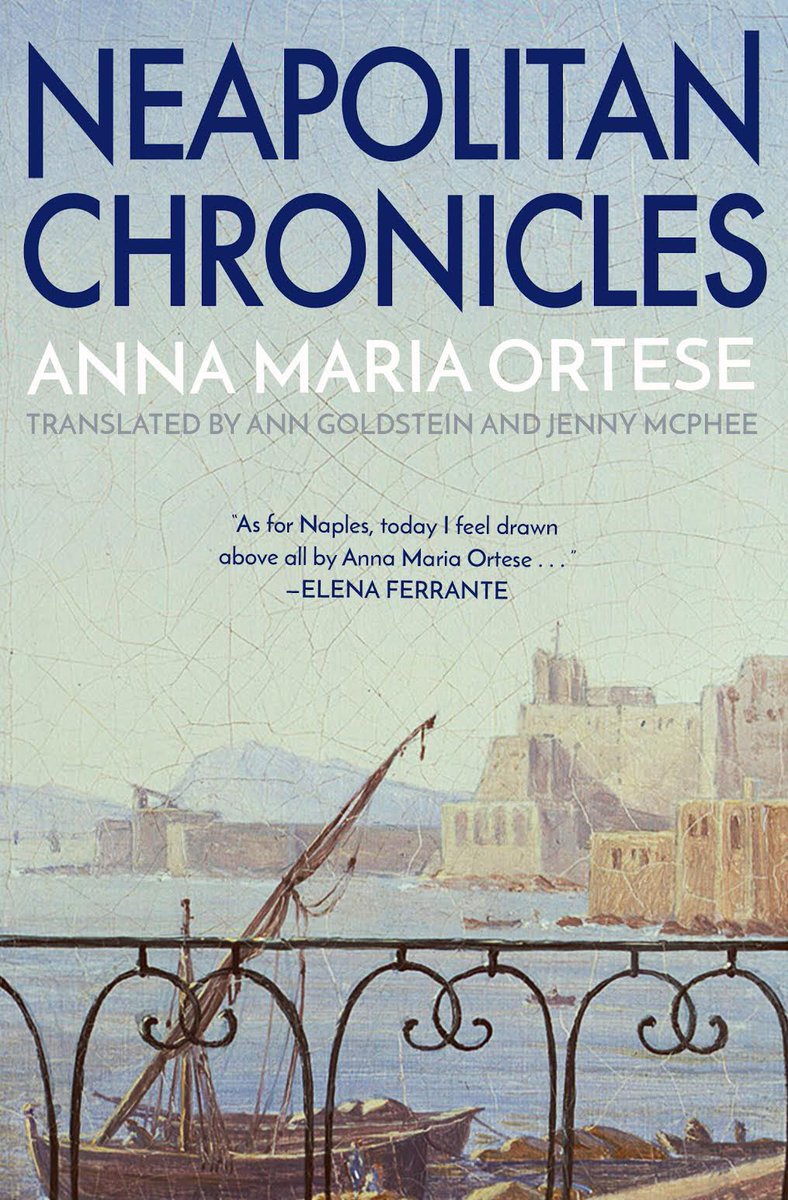 NEAPOLITAN
CHRONICLES
ANNA MARIA ORTESE
TRANSLATED BY ANN GOLDSTEIN AND JENNY MCPHEE
“As for Naples, today I feel drawn
above all by Anna Maria Ortese . . . ”
–ELENA FERRANTE